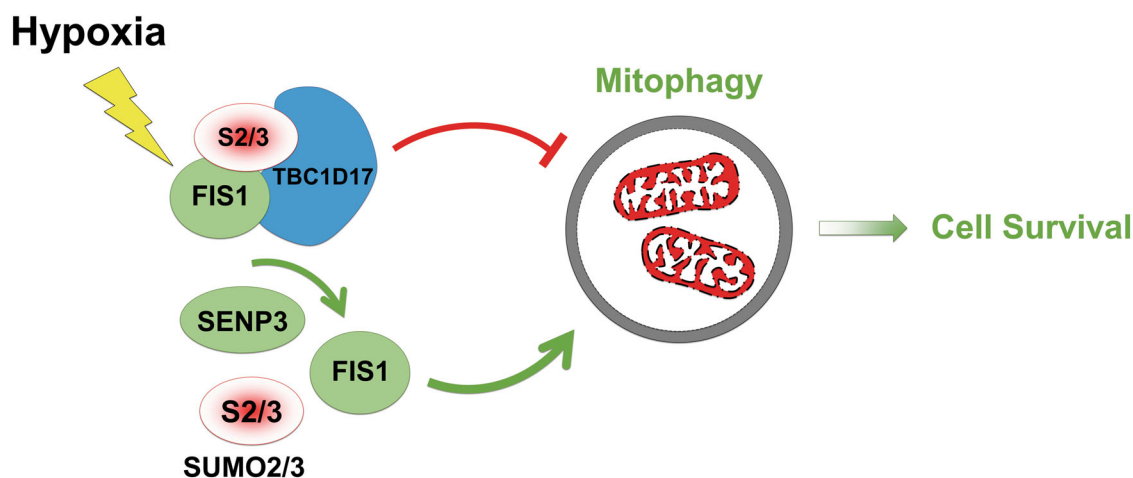 Hypoxia
Mitophagy
S2/3
TBC1D17
FIS1
Cell Survival
SENP3
FIS1
S2/3
SUMO2/3